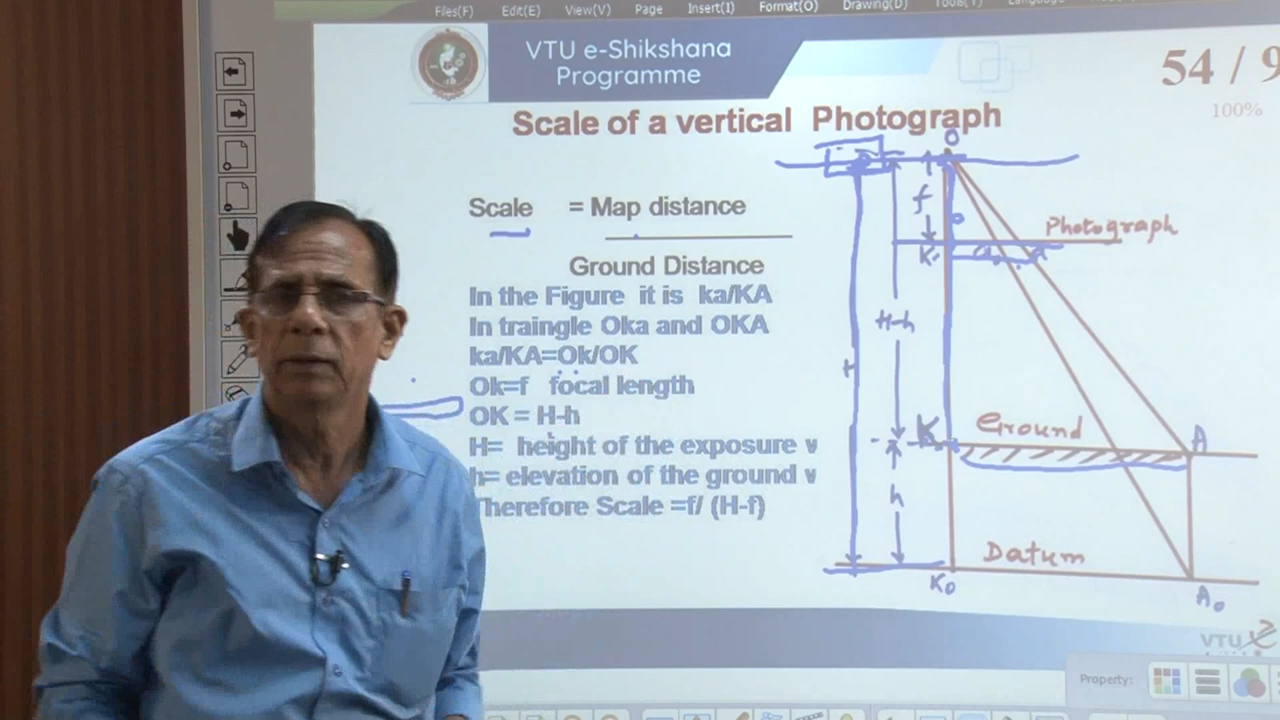 Files(F) Edit(E) View(V) Page Insert(I) Format(O) Drawing(D)
VTU e-Shikshana
Programme
54 / 9
100%
Scale of a vertical Photograph
Scale = Map distance
Ground Distance
In the Figure it is ka/KA
In traingle Oka and OKA
ka/KA=Ok/OK
Ok=f focal length
OK = H-h
H= height of the exposure v
h= elevation of the ground v
Therefore Scale =f/ (H-f)
O
f
Photograph
K
H-h
H
K
Ground
A
h
Datum
K0
A0
VTU
Property: